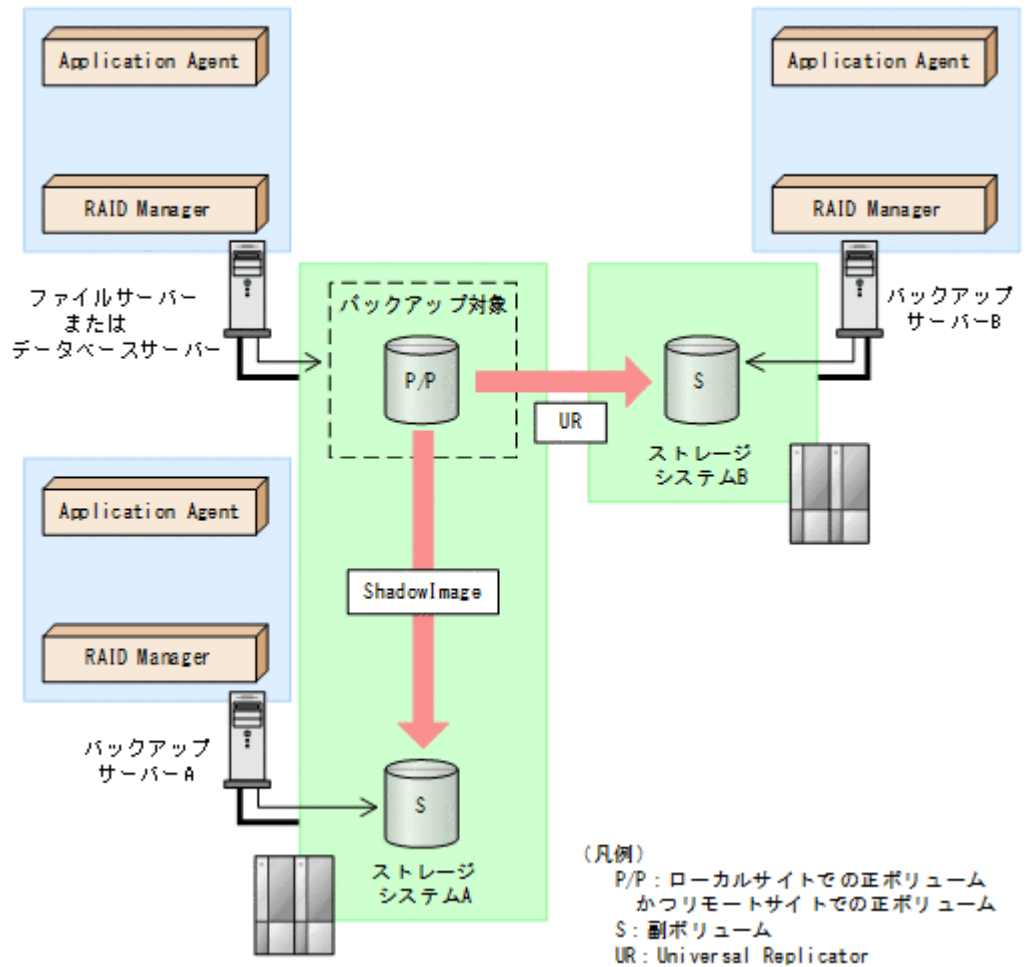 Application Agent
RAID Manager
ファイルサーバー
または
データベースサーバー
Application Agent
RAID Manager
バックアップ
サーバーB
バックアップ対象
P/P
S
UR
ストレージ
システムB
Application Agent
RAID Manager
バックアップ
サーバーA
ShadowImage
S
ストレージ
システムA
(凡例)
P/P:ローカルサイトでの正ボリューム
かつリモートサイトでの正ボリューム
S:副ボリューム
UR:Universal Replicator